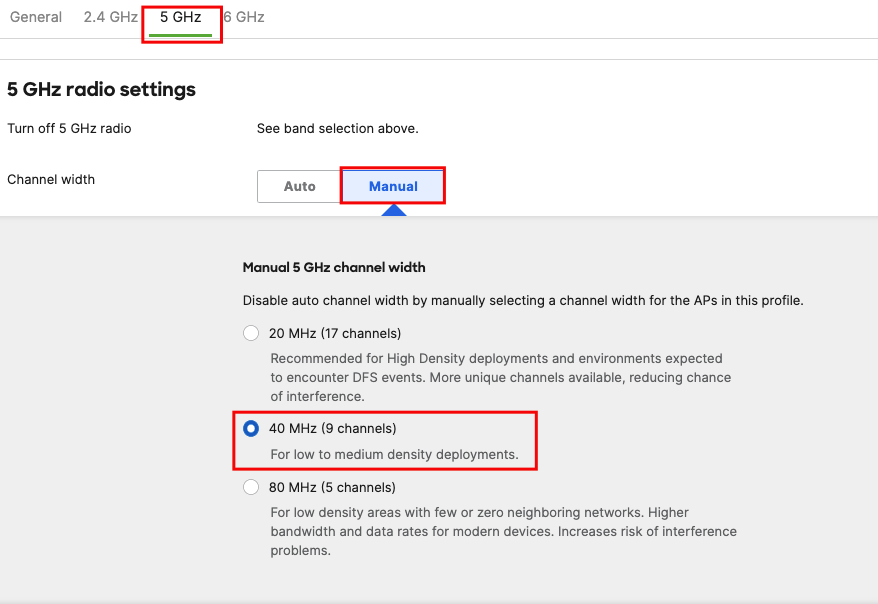 General 2.4 GHz 5 GHz 6 GHz
5 GHz radio settings
Turn off 5 GHz radio See band selection above.
Channel width Auto Manual
Manual 5 GHz channel width
Disable auto channel width by manually selecting a channel width for the APs in this profile.
20 MHz (17 channels)
Recommended for High Density deployments and environments expected
to encounter DFS events. More unique channels available, reducing chance
of interference.
40 MHz (9 channels)
For low to medium density deployments.
80 MHz (5 channels)
For low density areas with few or zero neighboring networks. Higher
bandwidth and data rates for modern devices. Increases risk of interference
problems.